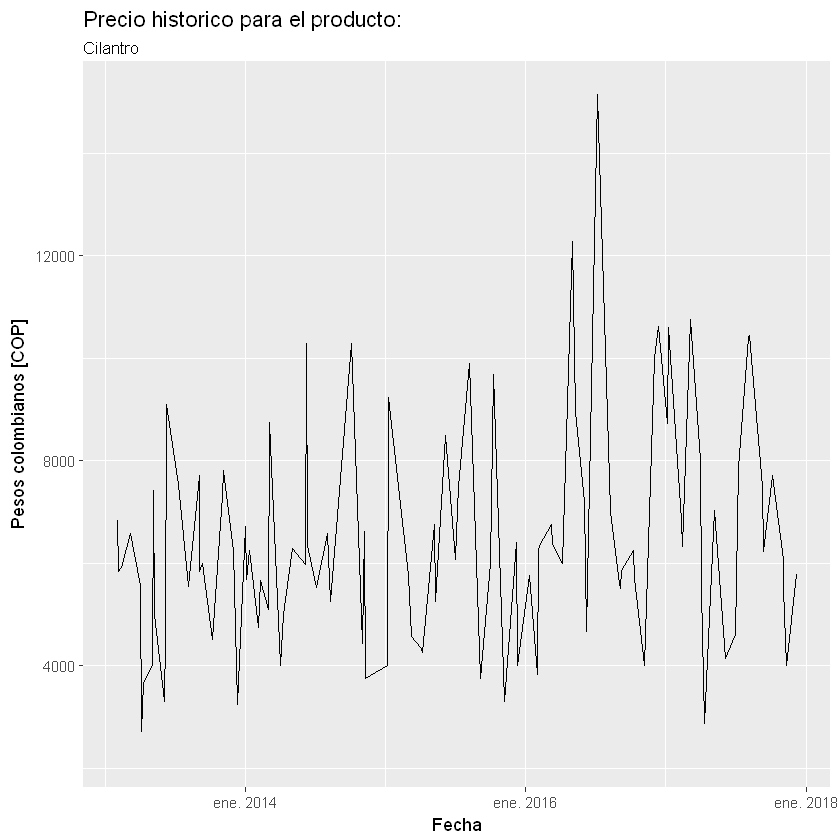 Precio historico para el producto:
Cilantro
Pesos colombianos [COP]
12000
8000
4000
ene. 2014
ene. 2016
ene. 2018
Fecha